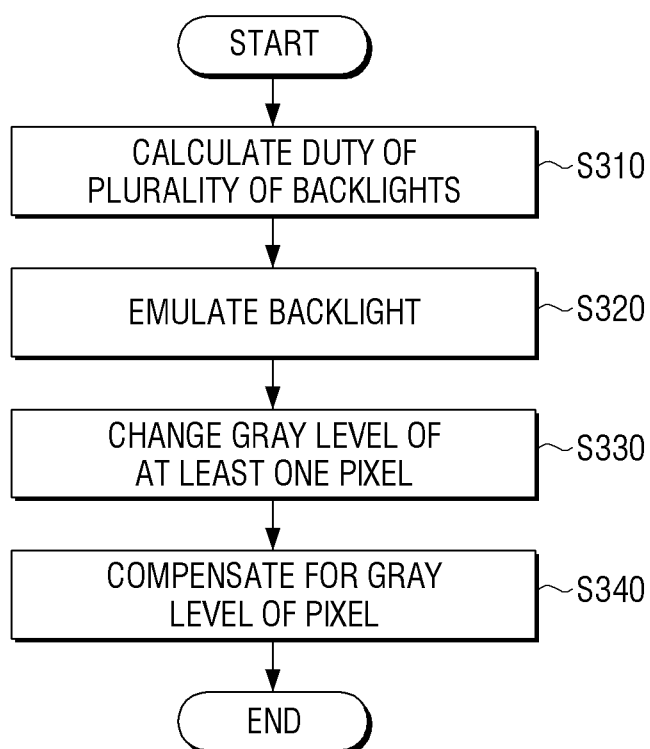 START
CALCULATE DUTY OF
PLURALITY OF BACKLIGHTS
S310
EMULATE BACKLIGHT
S320
CHANGE GRAY LEVEL OF
AT LEAST ONE PIXEL
S330
COMPENSATE FOR GRAY
LEVEL OF PIXEL
S340
END